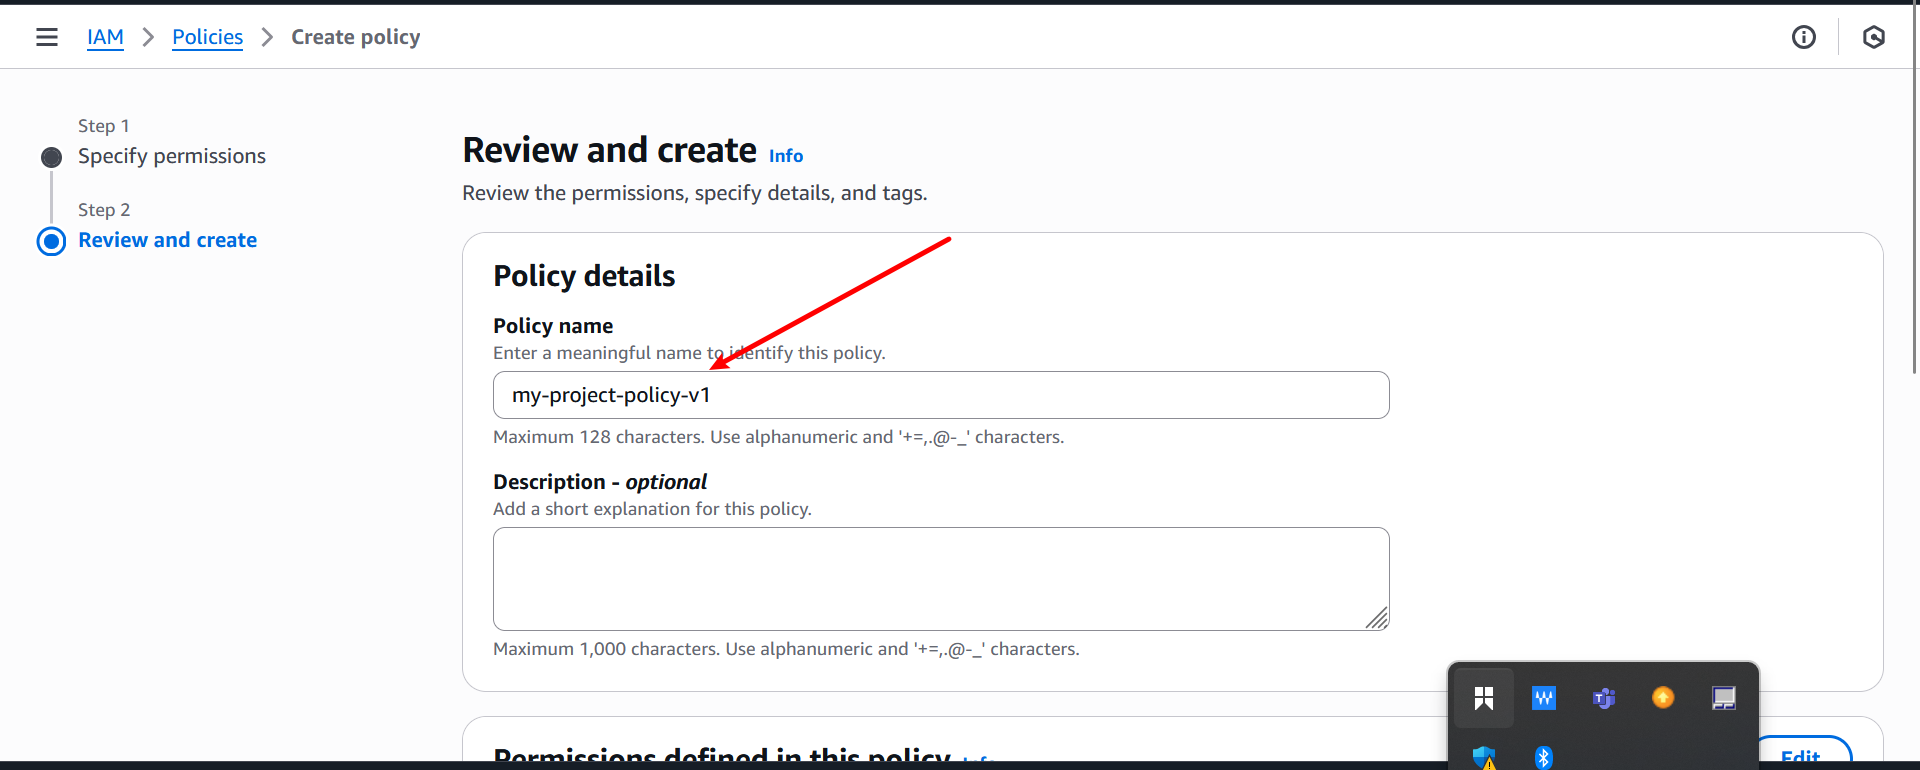 IAM > Policies > Create policy
Step 1
Specify permissions
Step 2
Review and create
Review and create Info
Review the permissions, specify details, and tags.
Policy details
Policy name
Enter a meaningful name to identify this policy.
my-project-policy-v1
Maximum 128 characters. Use alphanumeric and '+=,.@-_' characters.
Description - optional
Add a short explanation for this policy.
Maximum 1,000 characters. Use alphanumeric and '+=,.@-_' characters.
Permissions defined in this policy Info
Edit